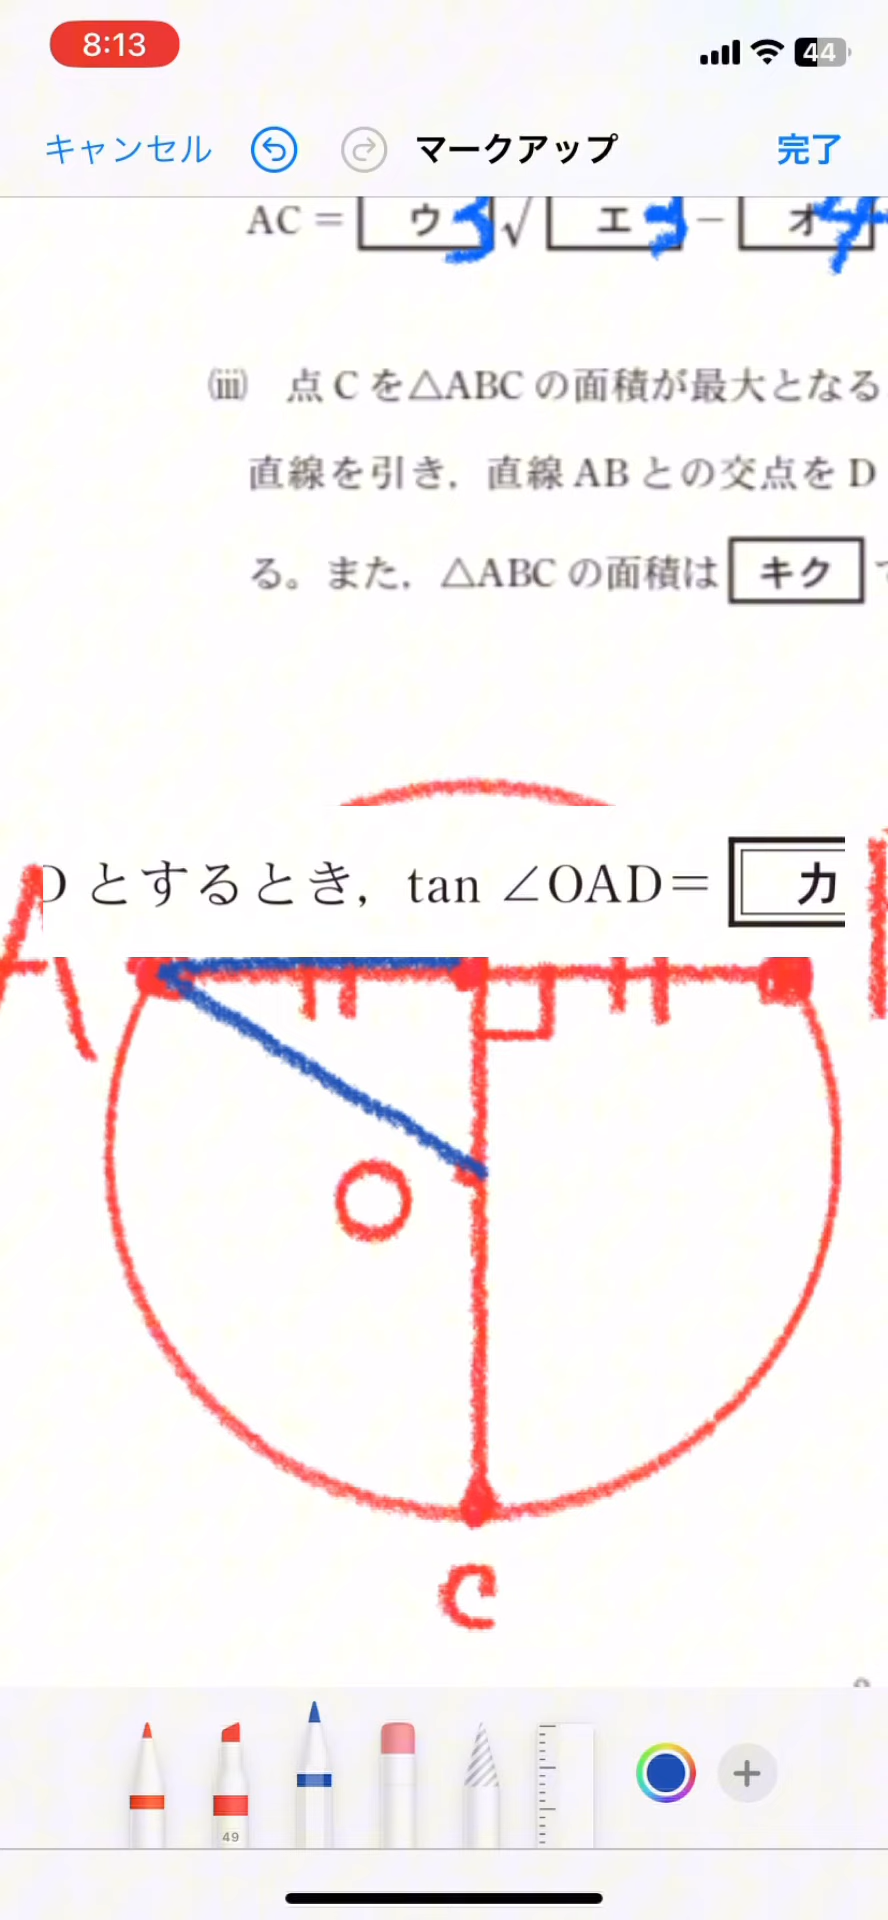 8:13
44
キャンセル マークアップ 完了
AC = ウ 3 √ エ - オ 4
(iii) 点 C を△ABC の面積が最大となる
直線を引き，直線 AB との交点を D
る。また，△ABC の面積は キク
D とするとき，tan ∠OAD= カ
A
O
C
49